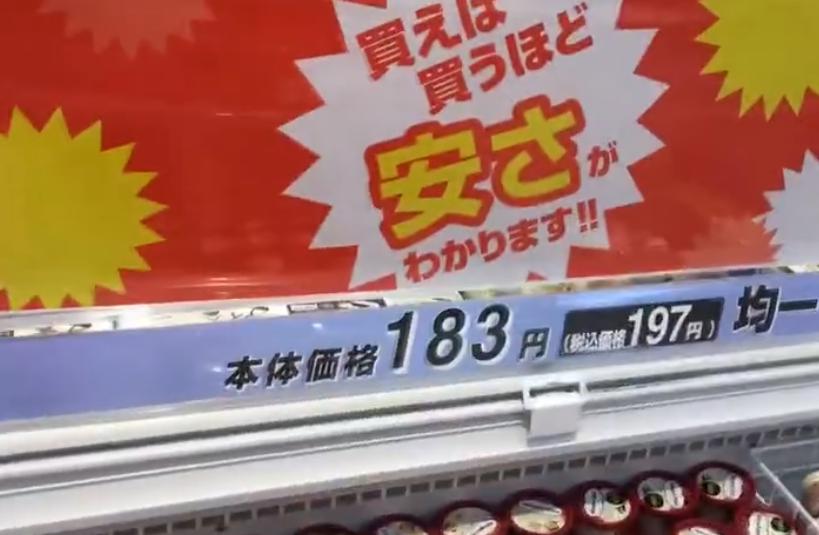 買えば
買うほど
安さが
わかります!!
本体価格183円 (税込価格197円) 均一